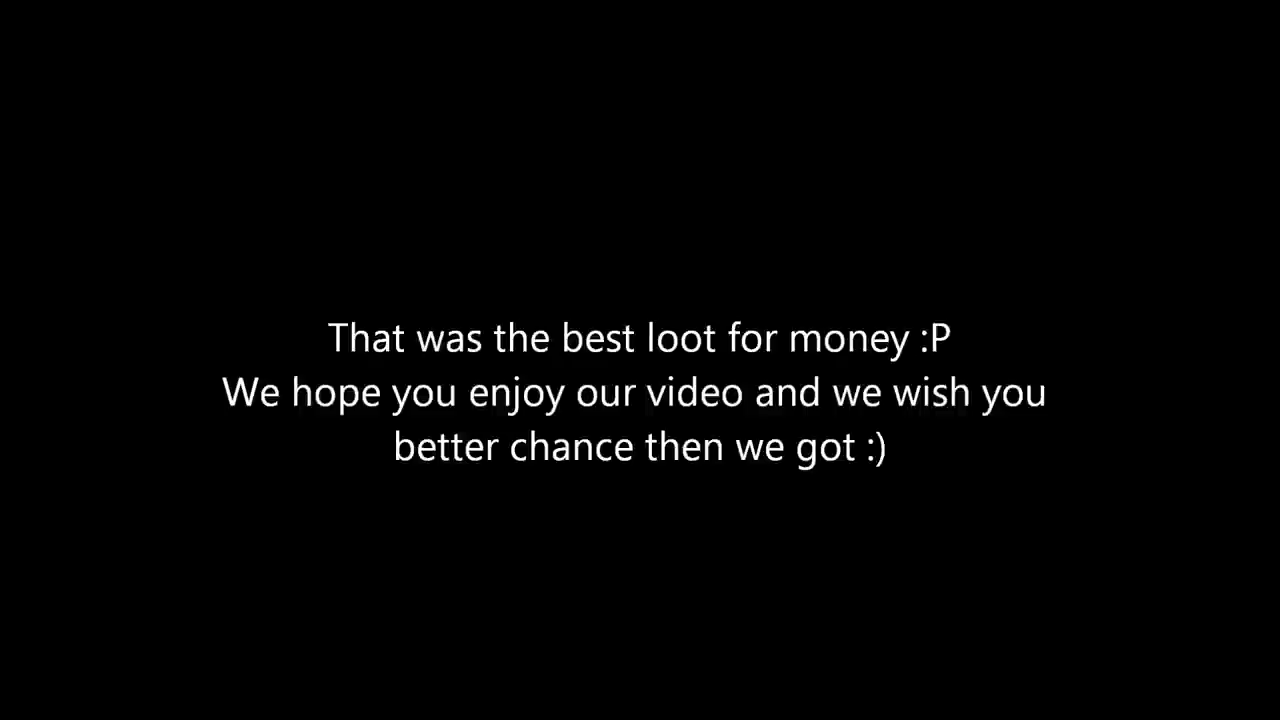 That was the best loot for money :P
We hope you enjoy our video and we wish you
better chance then we got :)